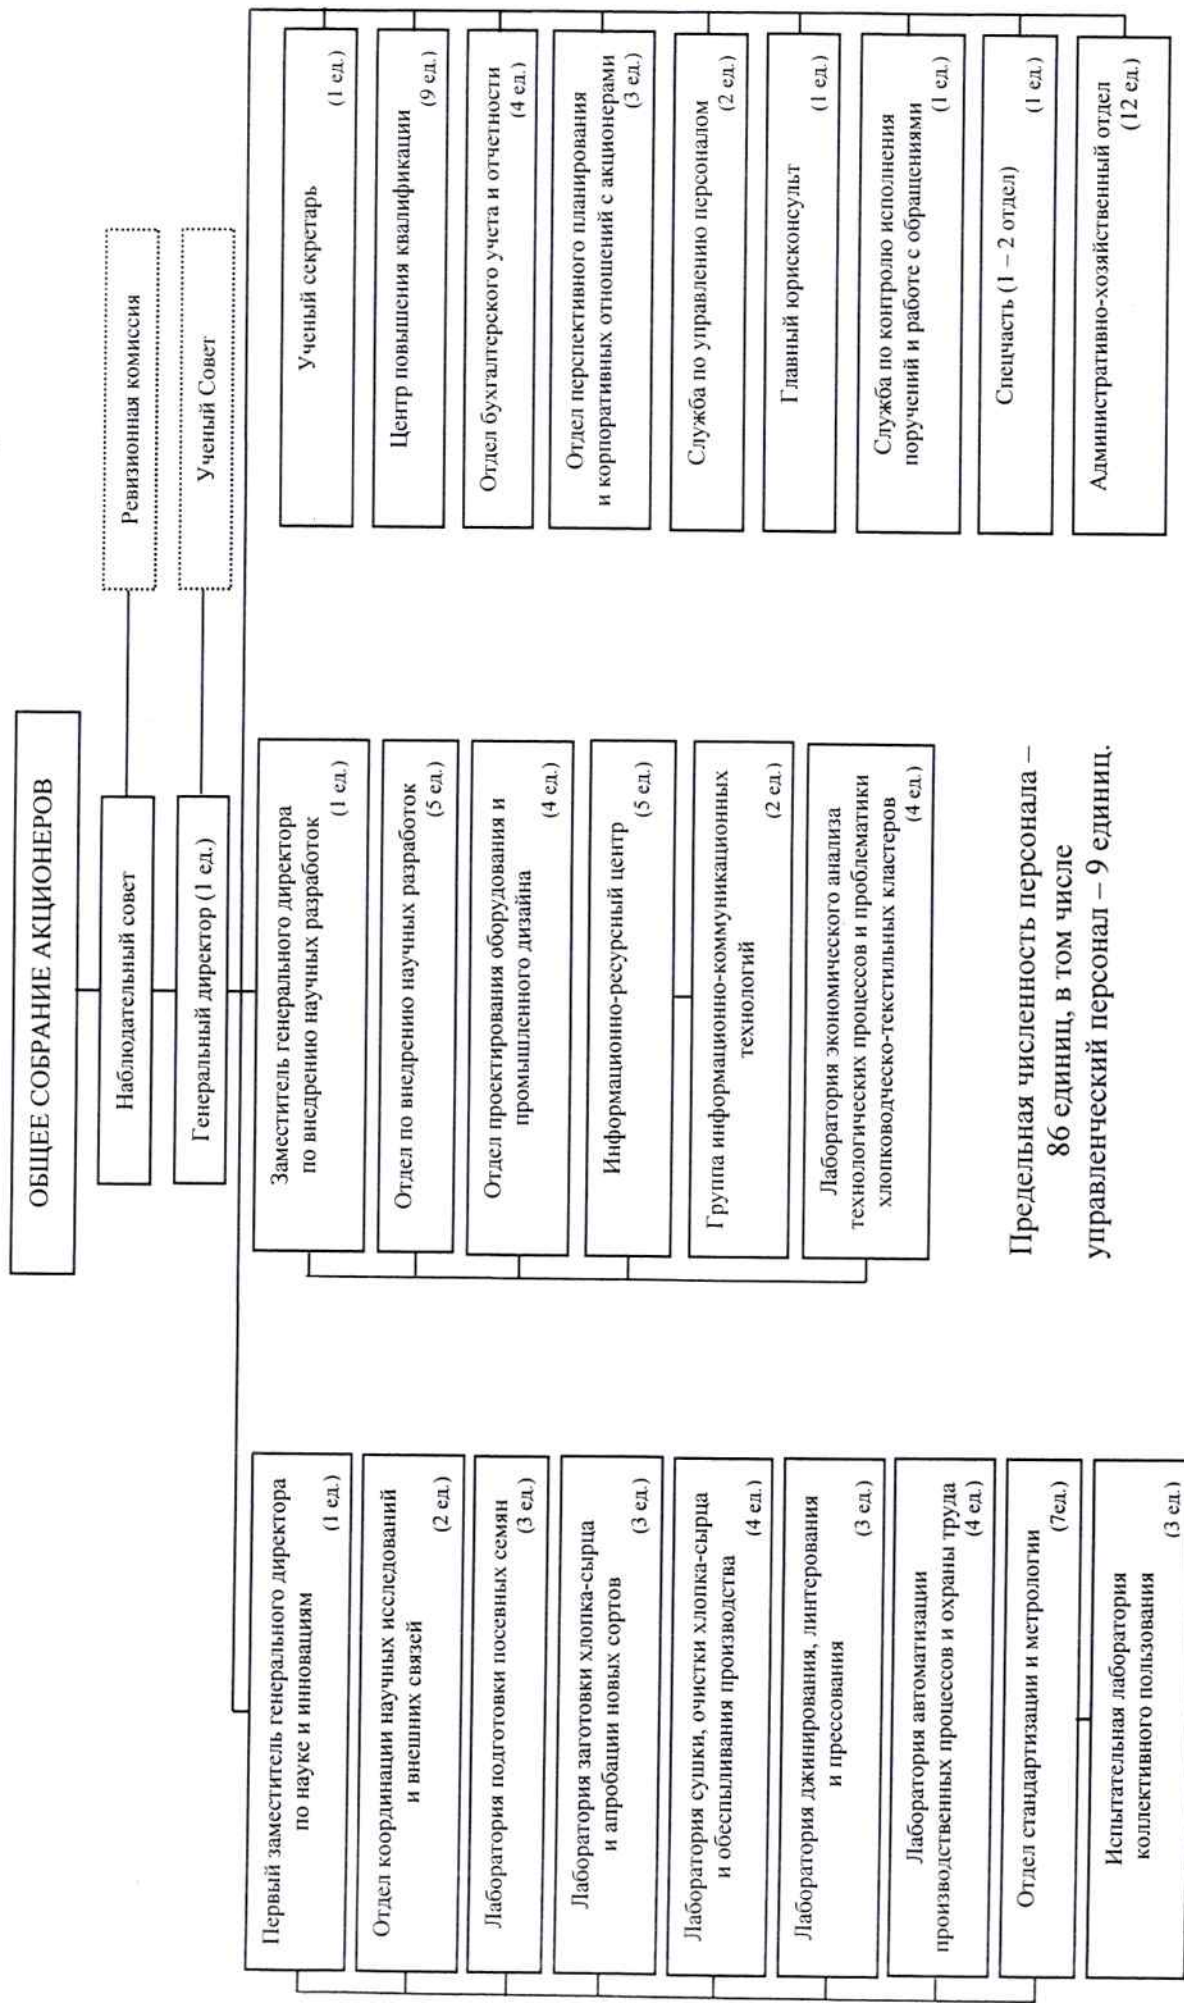 ОБЩЕЕ СОБРАНИЕ АКЦИОНЕРОВ
Наблюдательный совет
Ревизионная комиссия
Генеральный директор (1 ед.)
Ученый Совет
Первый заместитель генерального директора
по науке и инновациям
(1 ед.)
Отдел координации научных исследований
и внешних связей
(2 ед.)
Лаборатория подготовки посевных семян
(3 ед.)
Лаборатория заготовки хлопка-сырца
и апробации новых сортов
(3 ед.)
Лаборатория сушки, очистки хлопка-сырца
и обеспыливания производства
(4 ед.)
Лаборатория джинирования, линтерования
и прессования
(3 ед.)
Лаборатория автоматизации
производственных процессов и охраны труда
(4 ед.)
Отдел стандартизации и метрологии
(7ед.)
Испытательная лаборатория
коллективного пользования
(3 ед.)
Заместитель генерального директора
по внедрению научных разработок
(1 ед.)
Отдел по внедрению научных разработок
(5 ед.)
Отдел проектирования оборудования и
промышленного дизайна
(4 ед.)
Информационно-ресурсный центр
(5 ед.)
Группа информационно-коммуникационных
технологий
(2 ед.)
Лаборатория экономического анализа
технологических процессов и проблематики
хлопководческо-текстильных кластеров
(4 ед.)
Предельная численность персонала –
86 единиц, в том числе
управленческий персонал – 9 единиц.
Ученый секретарь
(1 ед.)
Центр повышения квалификации
(9 ед.)
Отдел бухгалтерского учета и отчетности
(4 ед.)
Отдел перспективного планирования
и корпоративных отношений с акционерами
(3 ед.)
Служба по управлению персоналом
(2 ед.)
Главный юрисконсульт
(1 ед.)
Служба по контролю исполнения
поручений и работе с обращениями
(1 ед.)
Спецчасть (1 – 2 отдел)
(1 ед.)
Административно-хозяйственный отдел
(12 ед.)